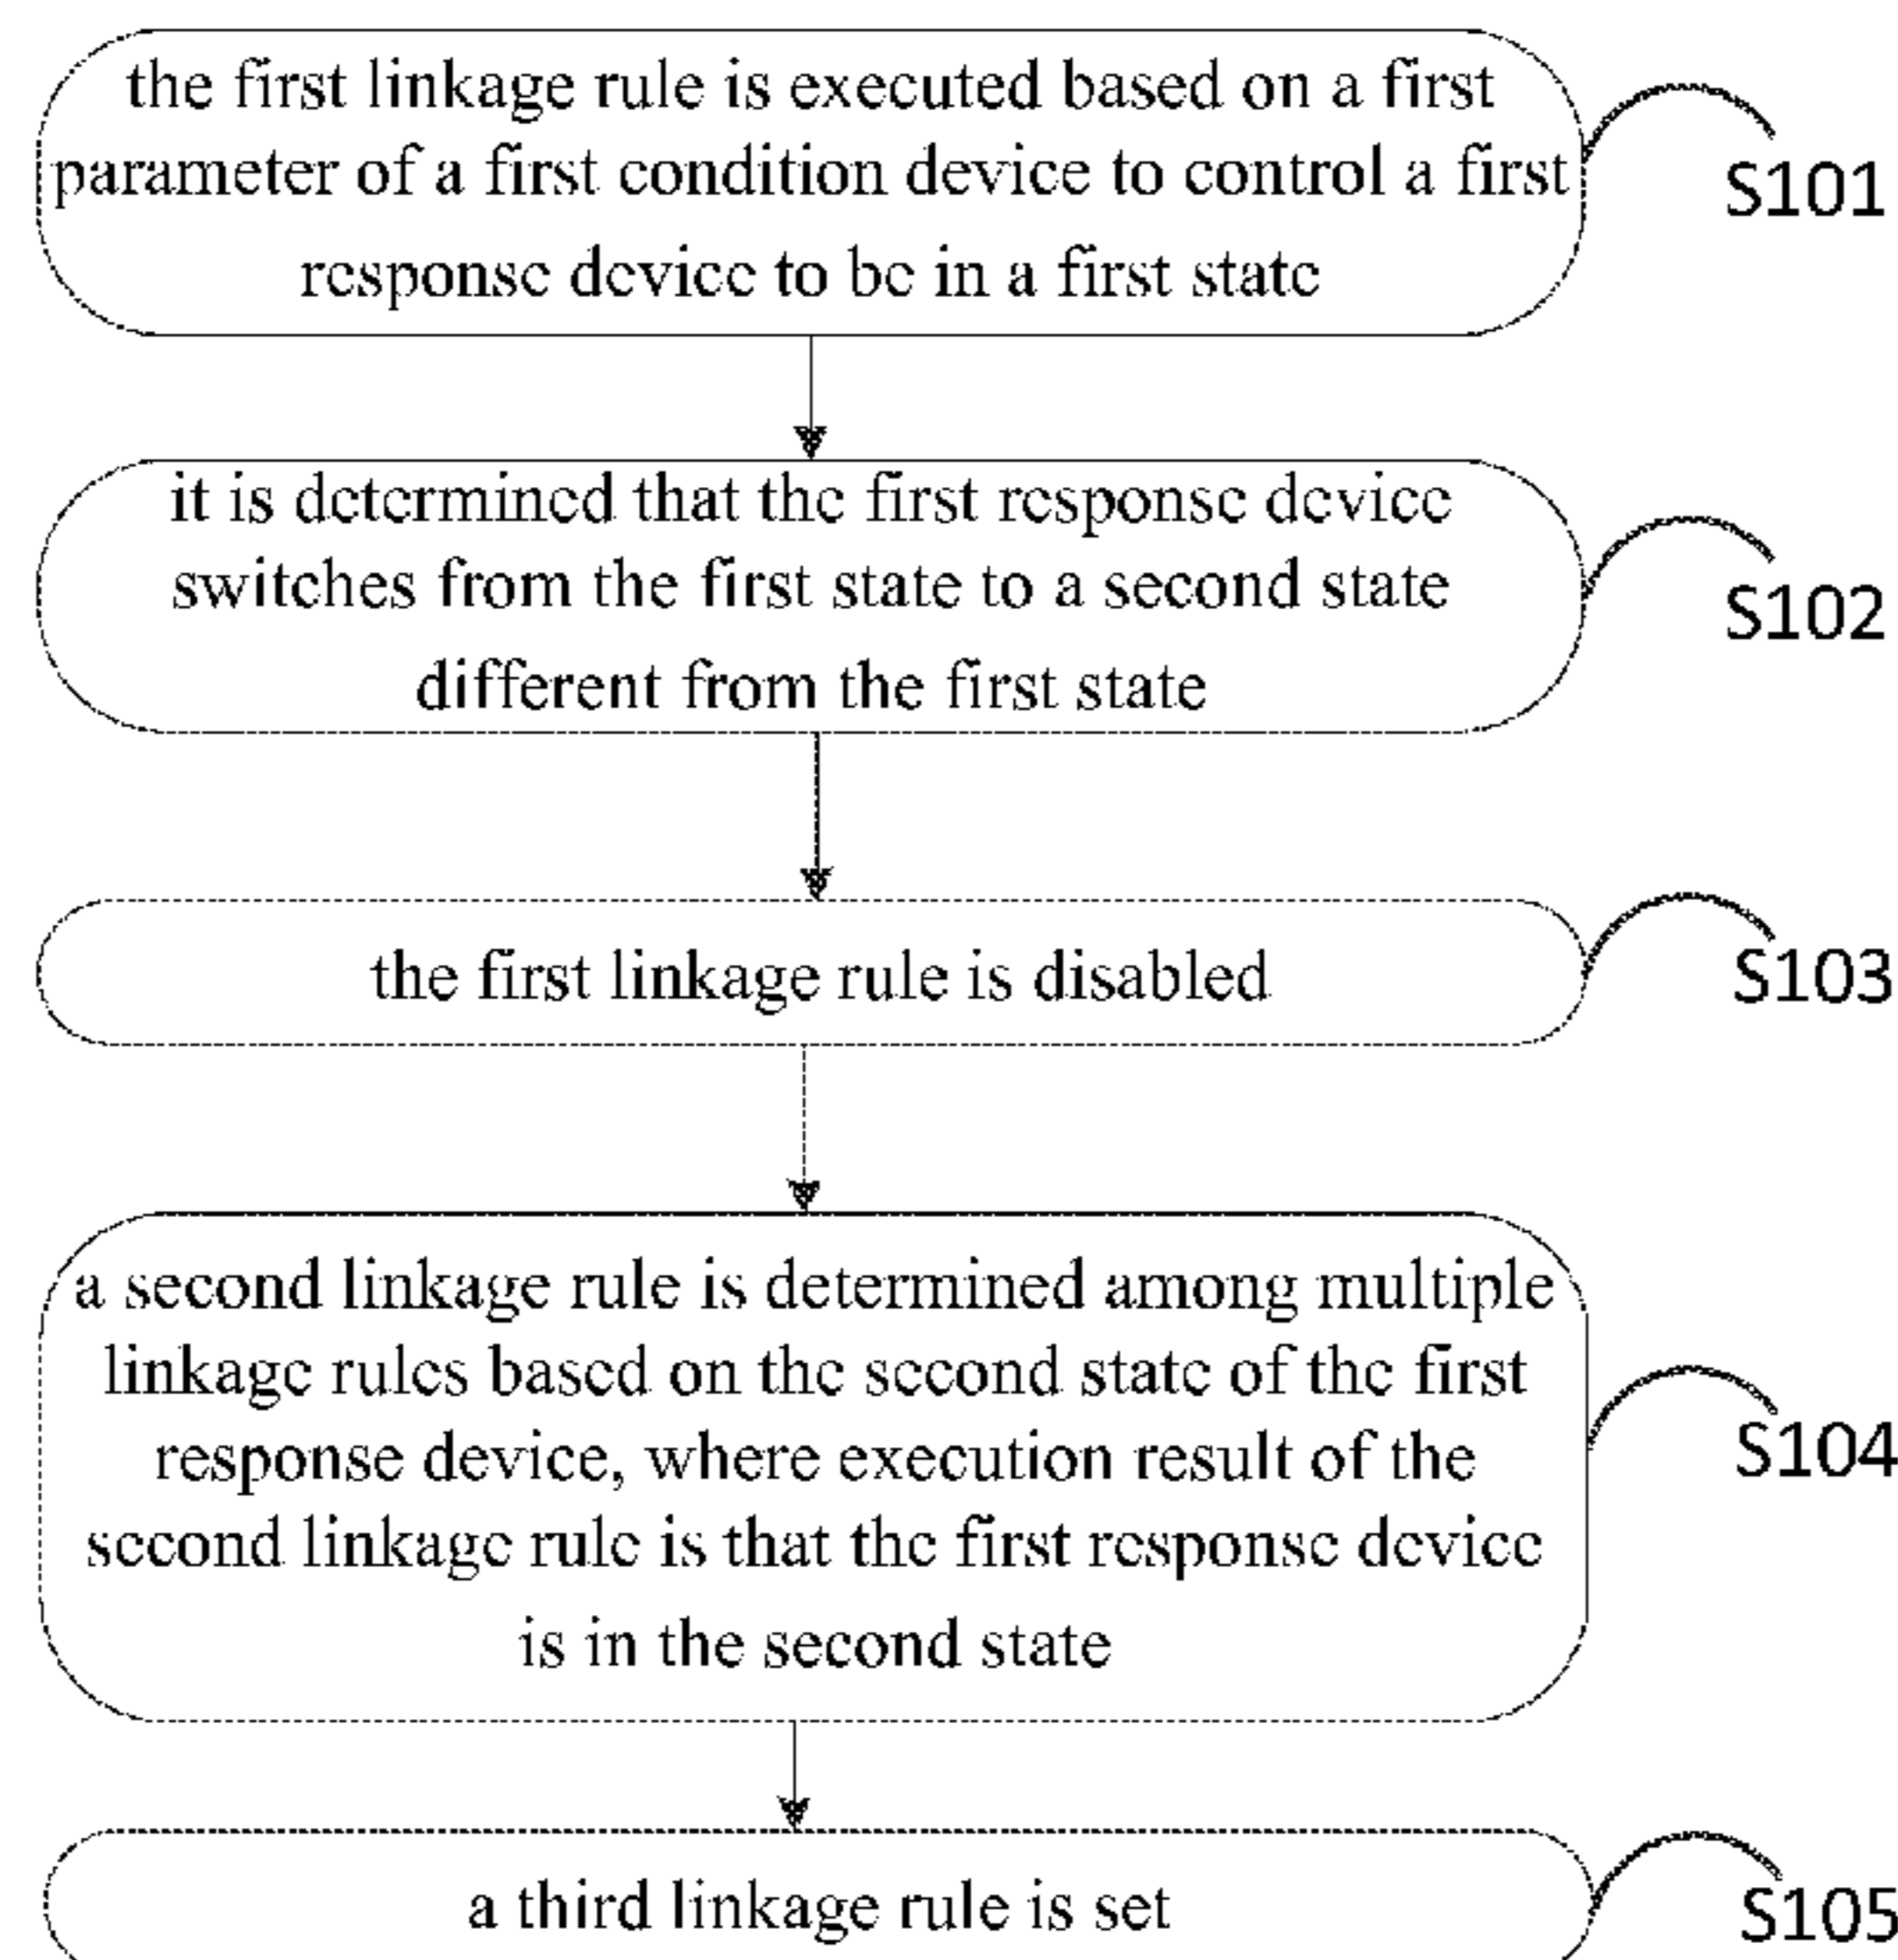 the first linkage rule is executed based on a first
parameter of a first condition device to control a first
response device to be in a first state
S101
it is determined that the first response device
switches from the first state to a second state
different from the first state
S102
the first linkage rule is disabled
S103
a second linkage rule is determined among multiple
linkage rules based on the second state of the first
response device, where execution result of the
second linkage rule is that the first response device
is in the second state
S104
a third linkage rule is set
S105